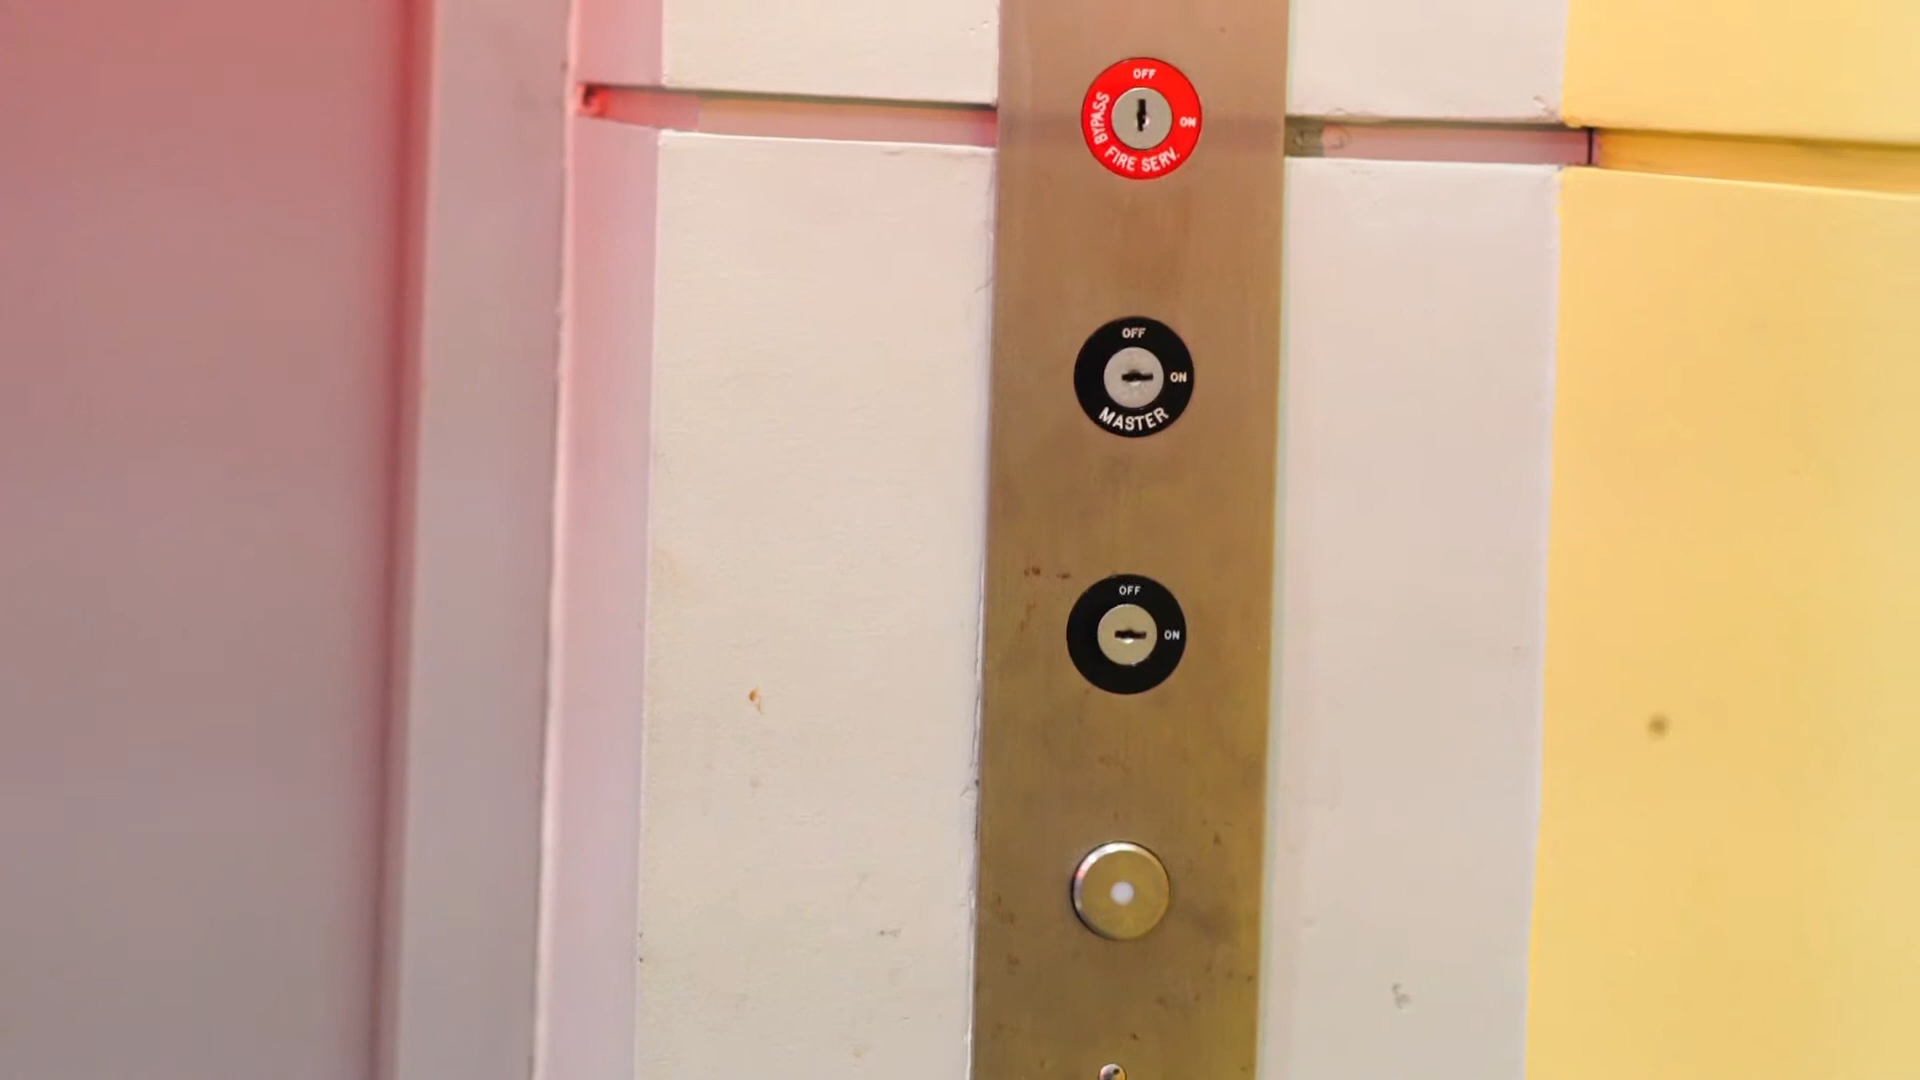 OFF
BYPASS
ON
FIRE SERV.
OFF
ON
MASTER
OFF
ON